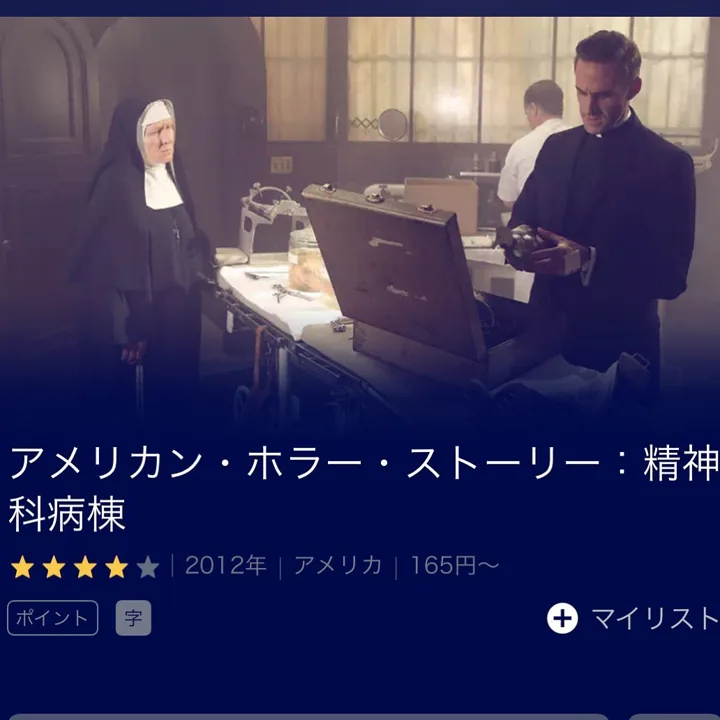 アメリカン・ホラー・ストーリー：精神
科病棟
2012年 | アメリカ | 165円〜
ポイント 字
マイリスト